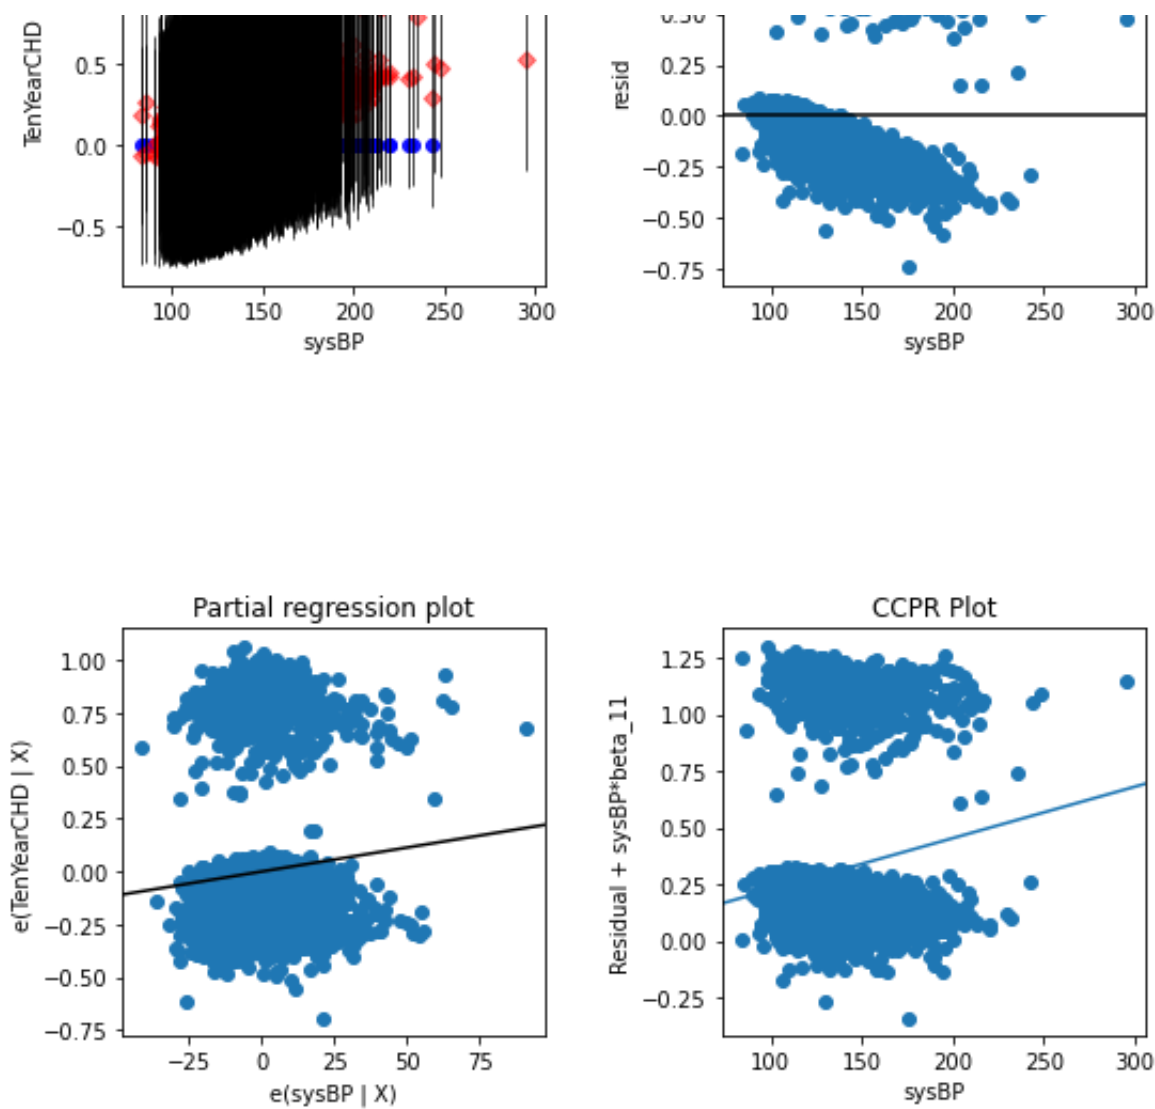 TenYearCHD
0.5
0.0
−0.5
100 150 200 250 300
sysBP
resid
0.50
0.25
0.00
−0.25
−0.50
−0.75
100 150 200 250 300
sysBP
Partial regression plot
e(TenYearCHD | X)
1.00
0.75
0.50
0.25
0.00
−0.25
−0.50
−0.75
−25 0 25 50 75
e(sysBP | X)
CCPR Plot
Residual + sysBP*beta_11
1.25
1.00
0.75
0.50
0.25
0.00
−0.25
100 150 200 250 300
sysBP